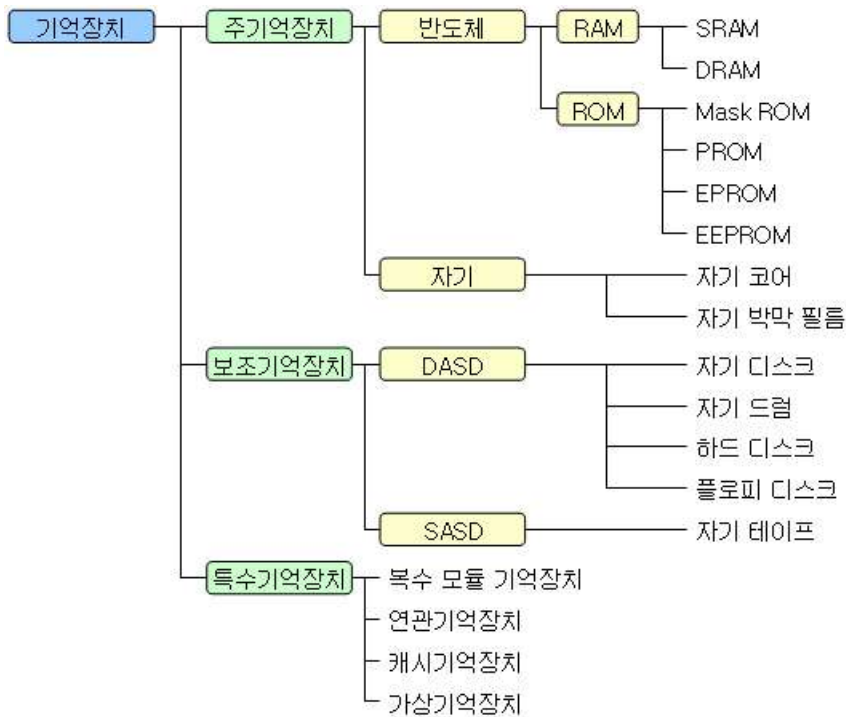 기억장치 주기억장치 반도체 RAM SRAM
DRAM
ROM Mask ROM
PROM
EPROM
EEPROM
자기 자기 코어
자기 박막 필름
보조기억장치 DASD 자기 디스크
자기 드럼
하드 디스크
플로피 디스크
SASD 자기 테이프
특수기억장치 복수 모듈 기억장치
연관기억장치
캐시기억장치
가상기억장치